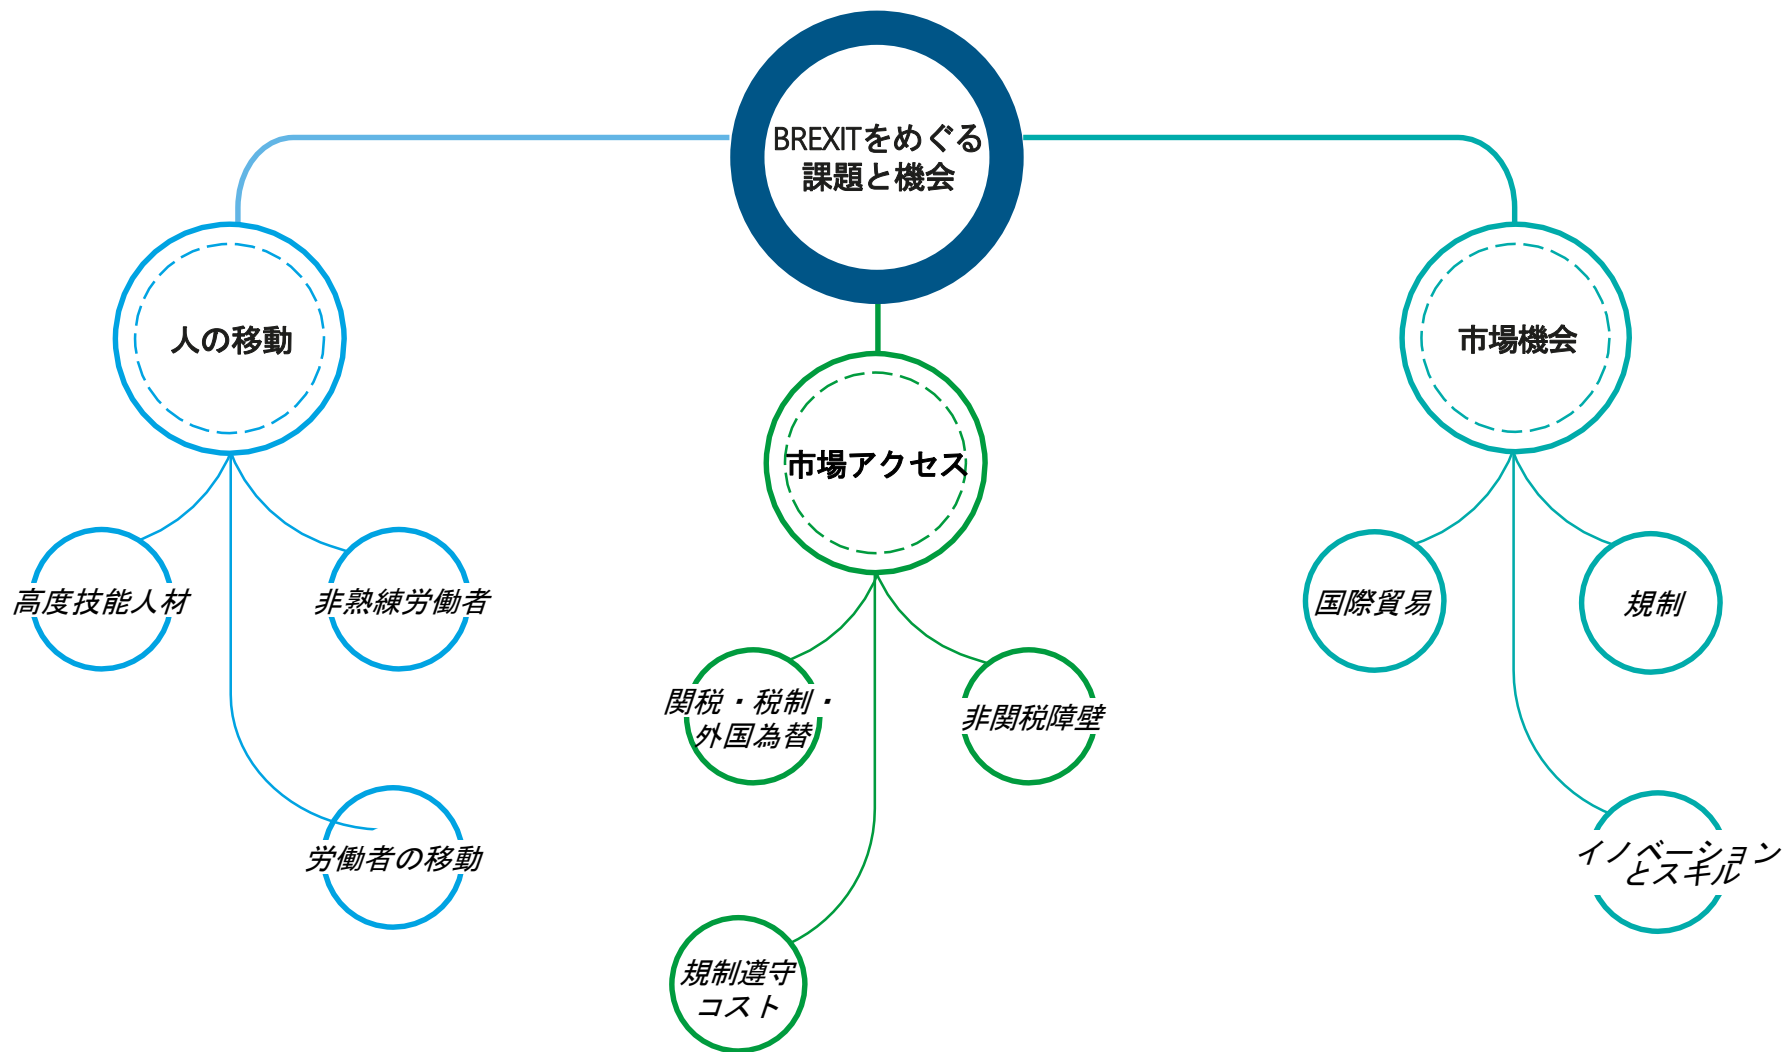 BREXITをめぐる
課題と機会
人の移動
市場アクセス
市場機会
高度技能人材
非熟練労働者
労働者の移動
関税・税制・
外国為替
非関税障壁
規制遵守
コスト
国際貿易
規制
イノベーション
とスキル